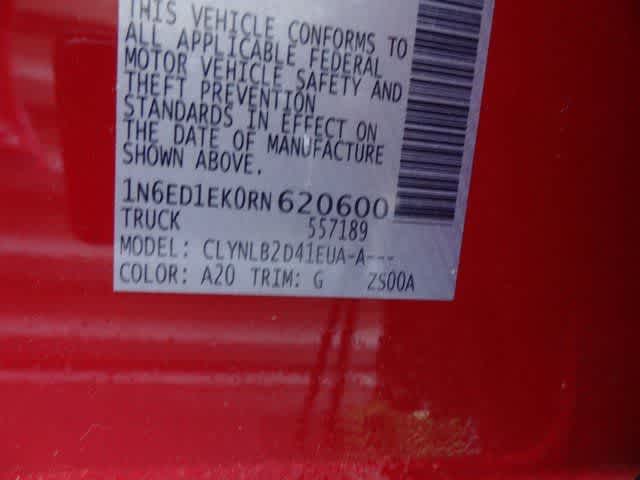 THIS VEHICLE CONFORMS TO
ALL APPLICABLE FEDERAL
MOTOR VEHICLE SAFETY AND
THEFT PREVENTION
STANDARDS IN EFFECT ON
THE DATE OF MANUFACTURE
SHOWN ABOVE.
1N6ED1EK0RN620600
TRUCK 557189
MODEL: CLYNLB2D41EUA-A---
COLOR: A20 TRIM: G ZS00A